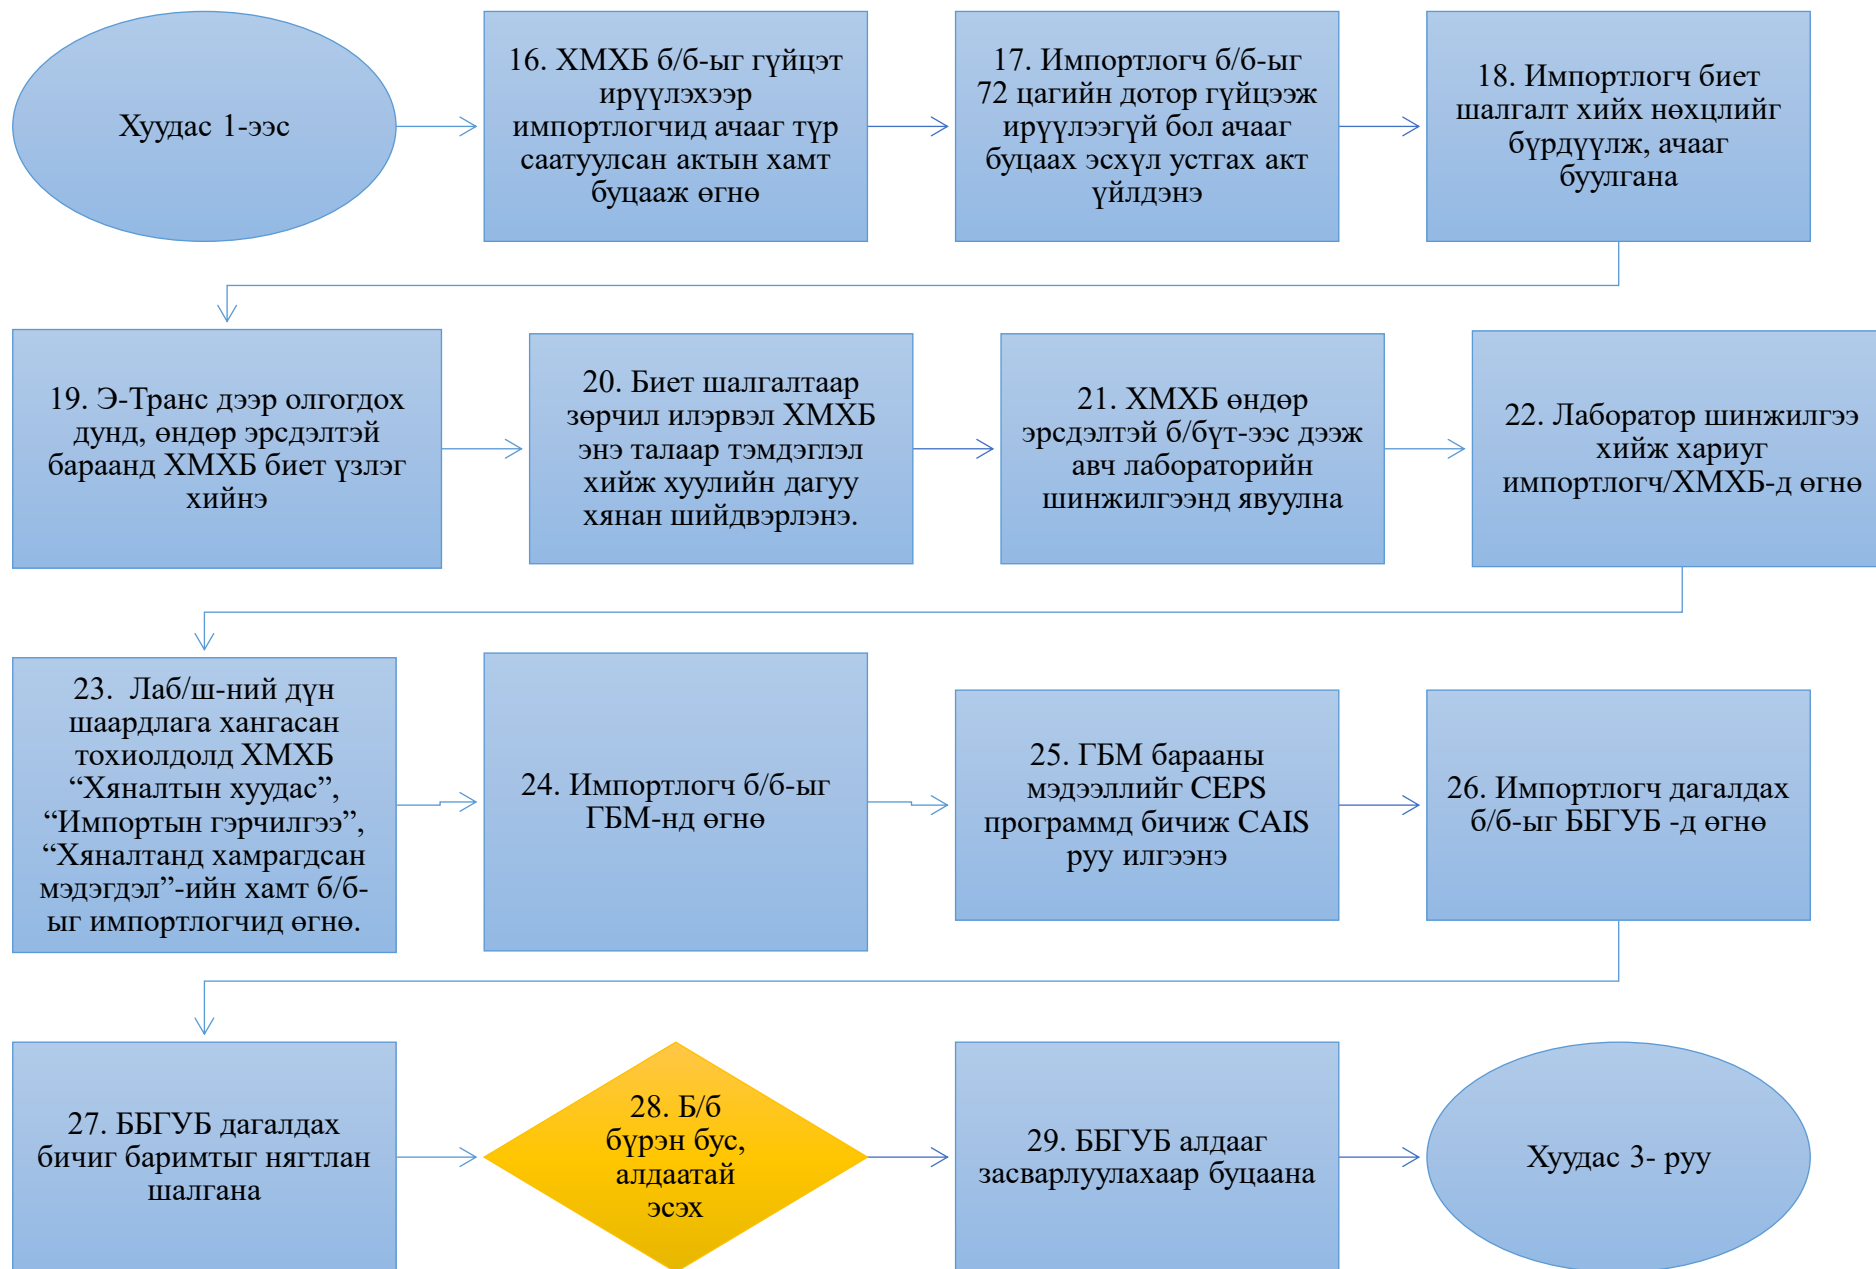 Хуудас 1-ээс
16. ХМХБ б/б-ыг гүйцэт
ирүүлэхээр
импортлогчид ачааг түр
саатуулсан актын хамт
буцааж өгнө
17. Импортлогч б/б-ыг
72 цагийн дотор гүйцээж
ирүүлээгүй бол ачааг
буцаах эсхүл устгах акт
үйлдэнэ
18. Импортлогч биет
шалгалт хийх нөхцлийг
бүрдүүлж, ачааг
буулгана
19. Э-Транс дээр олгогдох
дунд, өндөр эрсдэлтэй
бараанд ХМХБ биет үзлэг
хийнэ
20. Биет шалгалтаар
зөрчил илэрвэл ХМХБ
энэ талаар тэмдэглэл
хийж хуулийн дагуу
хянан шийдвэрлэнэ.
21. ХМХБ өндөр
эрсдэлтэй б/бүт-ээс дээж
авч лабораторийн
шинжилгээнд явуулна
22. Лаборатор шинжилгээ
хийж хариуг
импортлогч/ХМХБ-д өгнө
23. Лаб/ш-ний дүн
шаардлага хангасан
тохиолдолд ХМХБ
“Хяналтын хуудас”,
“Импортын гэрчилгээ”,
“Хяналтанд хамрагдсан
мэдэгдэл”-ийн хамт б/б-
ыг импортлогчид өгнө.
24. Импортлогч б/б-ыг
ГБМ-нд өгнө
25. ГБМ барааны
мэдээллийг CEPS
программд бичиж CAIS
руу илгээнэ
26. Импортлогч дагалдах
б/б-ыг ББГУБ -д өгнө
27. ББГУБ дагалдах
бичиг баримтыг нягтлан
шалгана
28. Б/б
бүрэн бус,
алдаатай
эсэх
29. ББГУБ алдааг
засварлуулахаар буцаана
Хуудас 3- руу